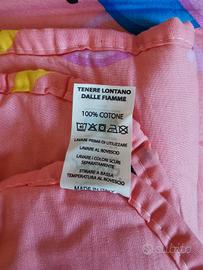 TENERE LONTANO
DALLE FIAMME
100% COTONE
LAVARE PRIMA DI UTILIZZARE
LAVARE AL ROVESCIO
LAVARE I COLORI SCURI
SEPARATAMENTE
STIRARE A BASSA
TEMPERATURA AL ROVESCIO
MADE IN
subito